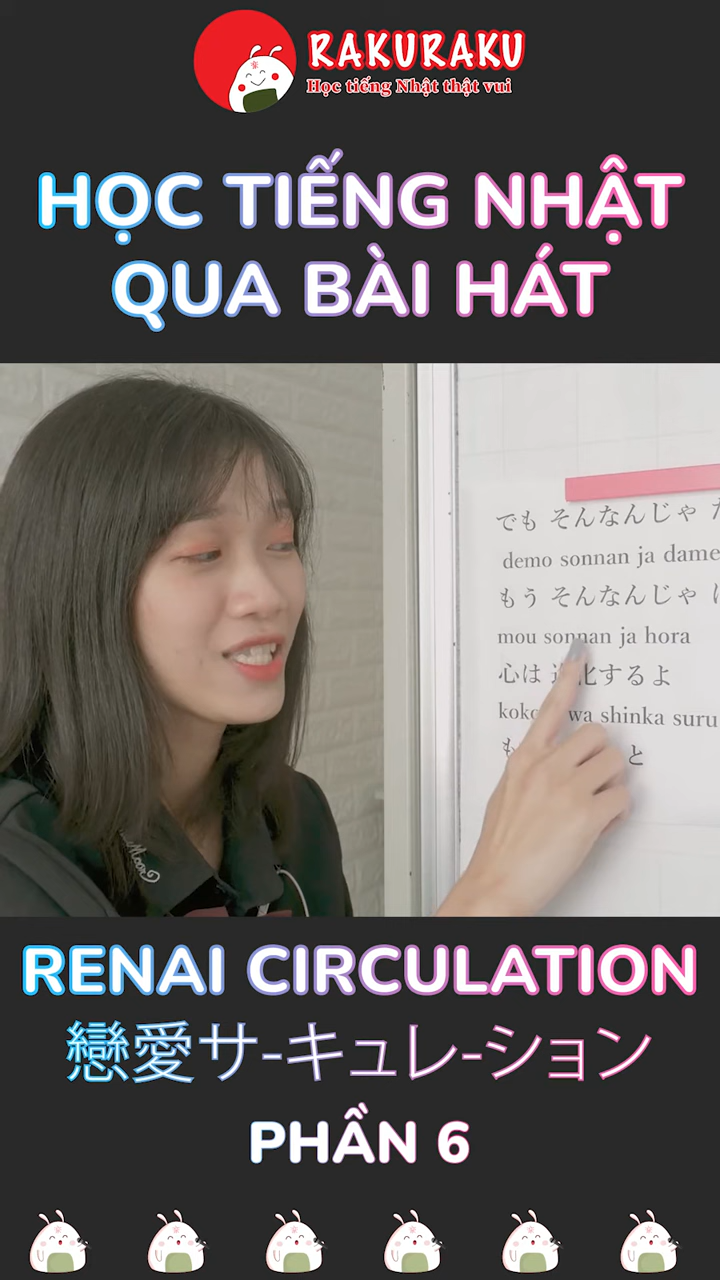 RAKURAKU
Học tiếng Nhật thật vui
HỌC TIẾNG NHẬT
QUA BÀI HÁT
でも そんなんじゃ
demo sonnan ja dame
もう そんなんじゃ
mou sonnan ja hora
心は 化するよ
wa shinka suru
と
Moon
RENAI CIRCULATION
戀愛サ-キュレ-ション
PHẦN 6